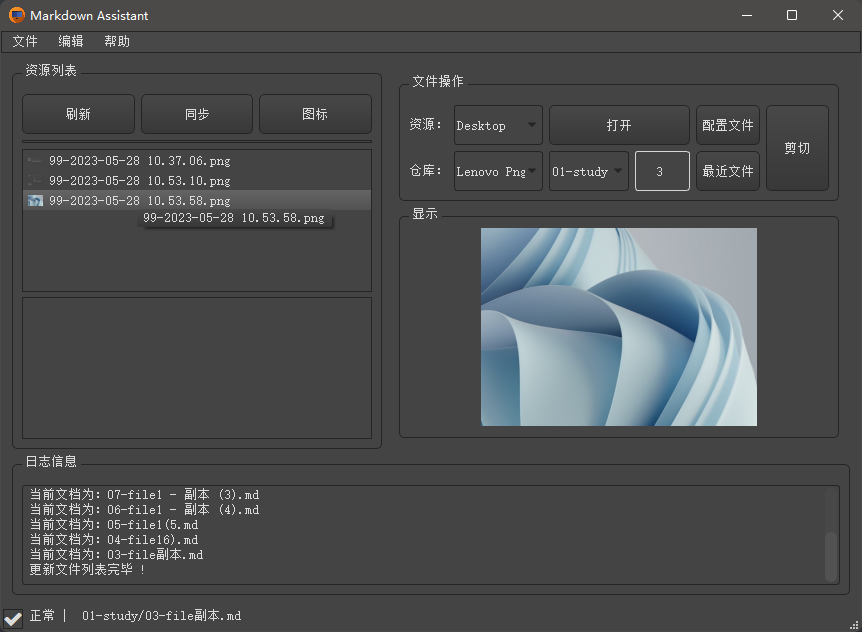 Markdown Assistant
文件 编辑 帮助
资源列表
刷新 同步 图标
99-2023-05-28 10.37.06.png
99-2023-05-28 10.53.10.png
99-2023-05-28 10.53.58.png
99-2023-05-28 10.53.58.png
文件操作
资源： Desktop 打开 配置文件 剪切
仓库： Lenovo Png 01-study 3 最近文件
显示
日志信息
当前文档为：07-file1 - 副本 (3).md
当前文档为：06-file1 - 副本 (4).md
当前文档为：05-file1(5.md
当前文档为：04-file16).md
当前文档为：03-file副本.md
更新文件列表完毕 ！
正常 | 01-study/03-file副本.md